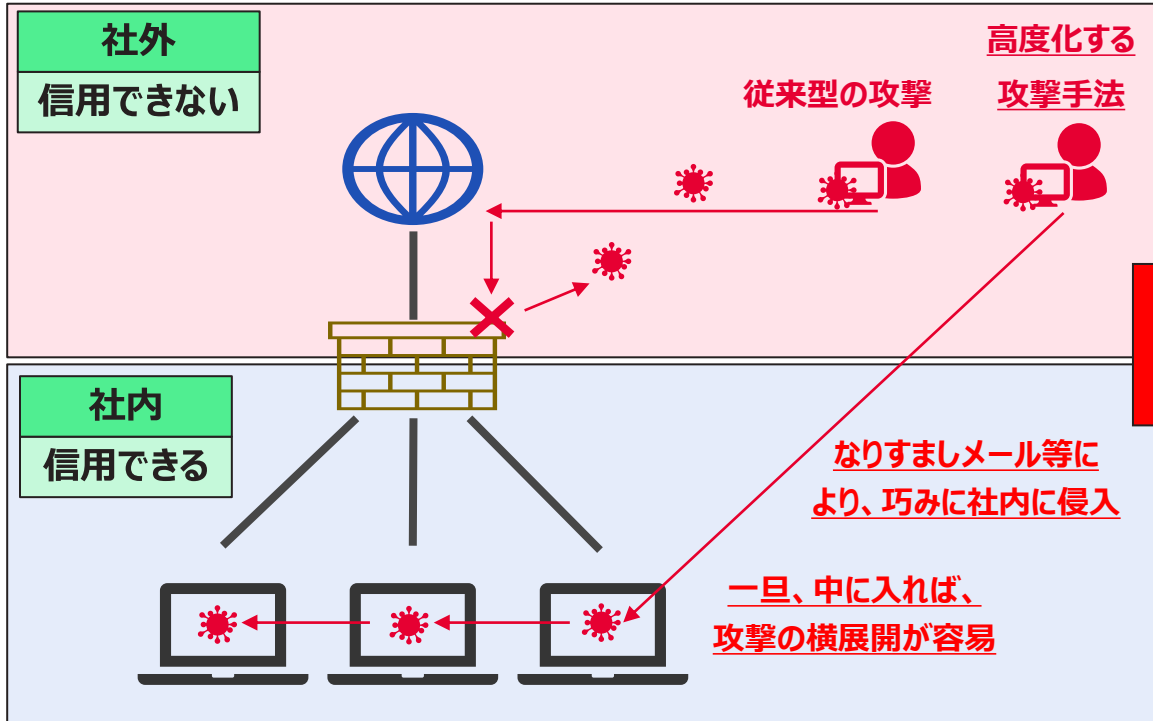 社外
信用できない
高度化する
攻撃手法
従来型の攻撃
社内
信用できる
なりすましメール等に
より、巧みに社内に侵入
一旦、中に入れば、
攻撃の横展開が容易